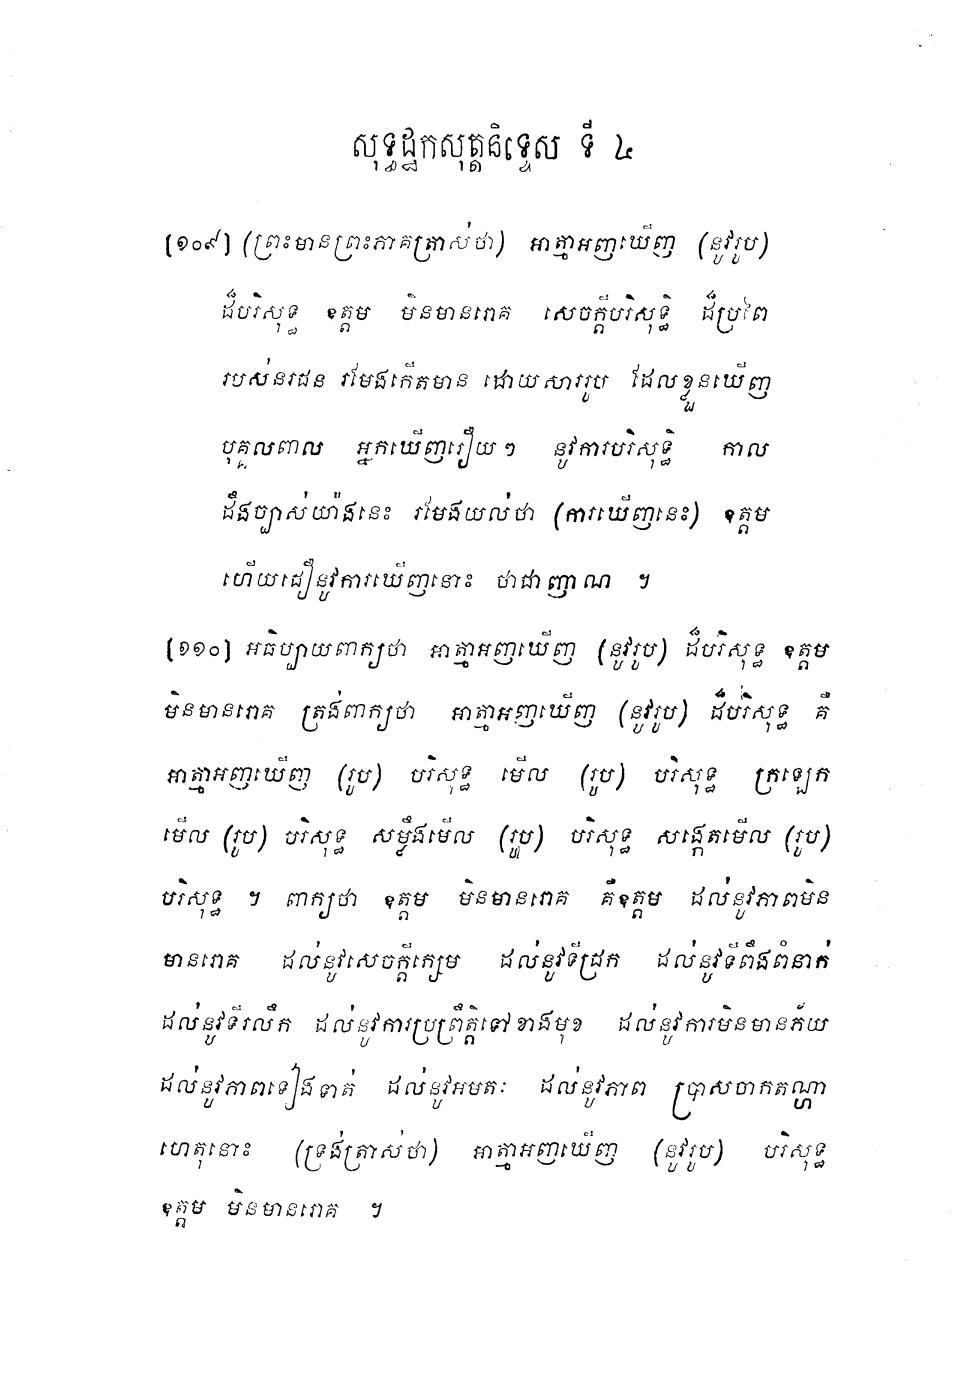 សុទ្ធដ្ឋកសុត្តនិទ្ទេស ទី ៤
[១០៩] (ព្រះមានព្រះភាគត្រាស់ថា) អាត្មាអញឃើញ (នូវរូប)
ដ៏បរិសុទ្ធ ឧត្តម មិនមានរោគ សេចក្តីបរិសុទ្ធិ ដ៏ប្រពៃ
របស់នរជន រមែងកើតមាន ដោយសាររូប ដែលខ្លួនឃើញ
បុគ្គលពាល អ្នកឃើញរឿយៗ នូវការបរិសុទ្ធិ កាល
ដឹងច្បាស់យ៉ាងនេះ រមែងយល់ថា (ការឃើញនេះ) ឧត្តម
ហើយជឿនូវការឃើញនោះ ថាជាញាណ ។
[១១០] អធិប្បាយពាក្យថា អាត្មាអញឃើញ (នូវរូប) ដ៏បរិសុទ្ធ ឧត្តម
មិនមានរោគ ត្រង់ពាក្យថា អាត្មាអញឃើញ (នូវរូប) ដ៏បរិសុទ្ធ គឺ
អាត្មាអញឃើញ (រូប) បរិសុទ្ធ មើល (រូប) បរិសុទ្ធ ក្រឡេក
មើល (រូប) បរិសុទ្ធ សម្លឹងមើល (រូប) បរិសុទ្ធ សង្កេតមើល (រូប)
បរិសុទ្ធ ។ ពាក្យថា ឧត្តម មិនមានរោគ គឺឧត្តម ដល់នូវភាពមិន
មានរោគ ដល់នូវសេចក្តីក្សេម ដល់នូវទីជ្រក ដល់នូវទីពឹងពំនាក់
ដល់នូវទីរលឹក ដល់នូវការប្រព្រឹត្តិទៅខាងមុខ ដល់នូវការមិនមានភ័យ
ដល់នូវភាពទៀងទាត់ ដល់នូវអមតៈ ដល់នូវភាព ប្រាសចាកតណ្ហា
ហេតុនោះ (ទ្រង់ត្រាស់ថា) អាត្មាអញឃើញ (នូវរូប) បរិសុទ្ធ
ឧត្តម មិនមានរោគ ។